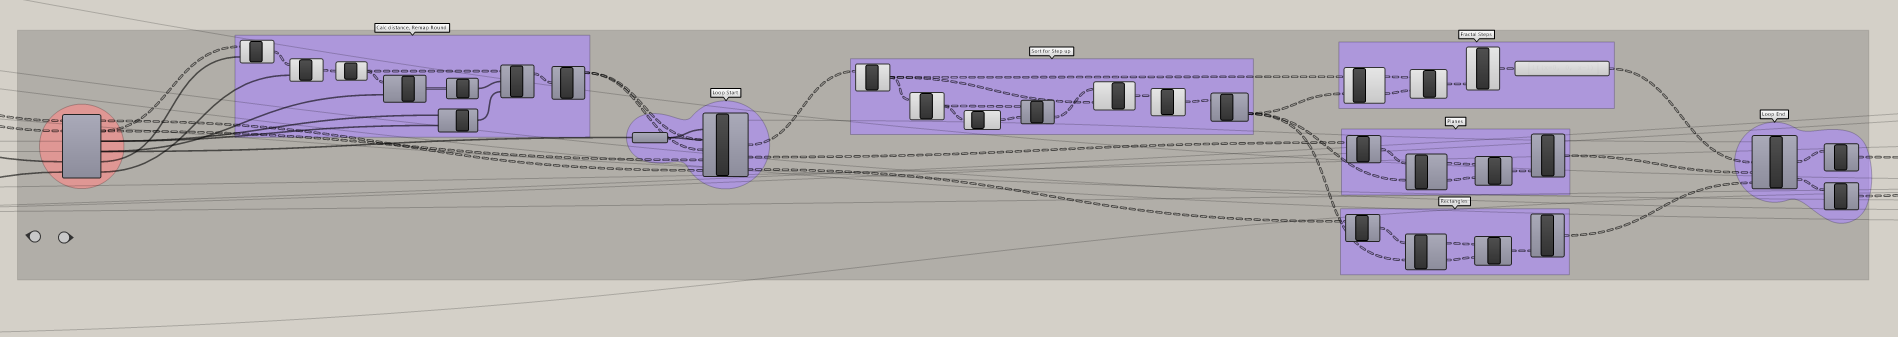 Calc distance, Remap Round
Loop Start
Sort for Step up
Fractal Steps
Planes
Rectangles
Loop End